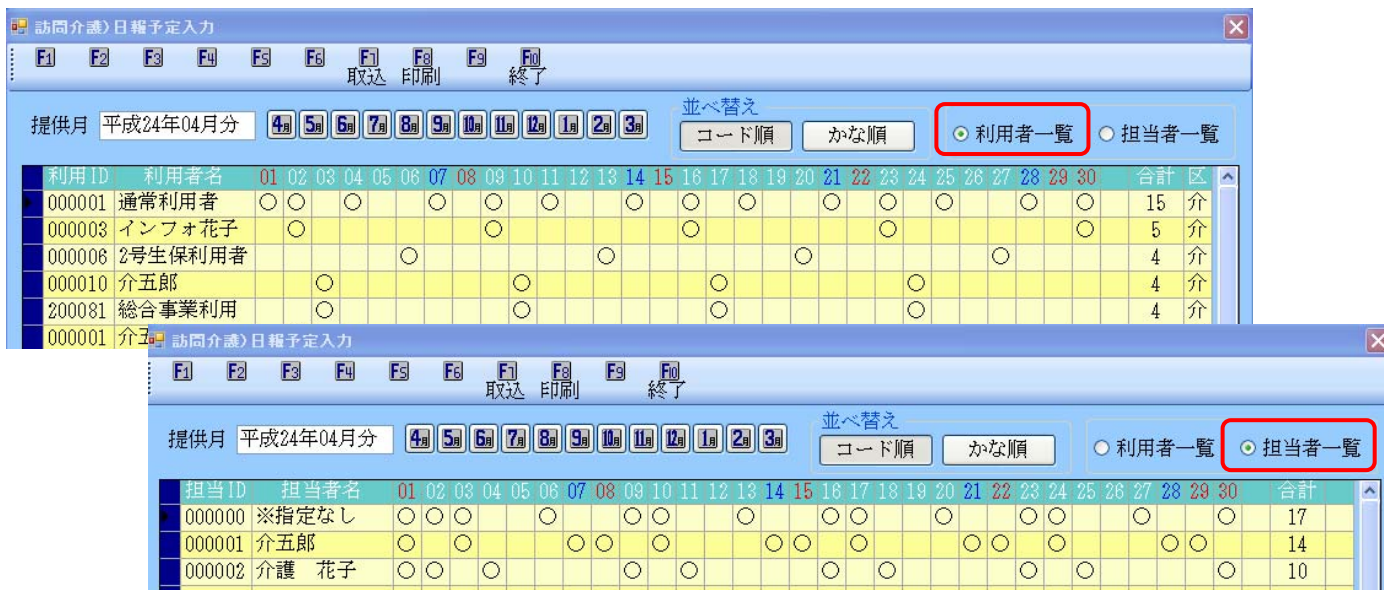 訪問介護)日報予定入力
F1 F2 F3 F4 F5 F6 F7 F8 F9 F10
取込 印刷 終了
並べ替え
提供月 平成24年04月分 4月 5月 6月 7月 8月 9月 10月 11月 12月 1月 2月 3月 コード順 かな順 利用者一覧 担当者一覧
利用ID 利用者名 01 02 03 04 05 06 07 08 09 10 11 12 13 14 15 16 17 18 19 20 21 22 23 24 25 26 27 28 29 30 合計 区
000001 通常利用者 15 介
000003 インフォ花子 5 介
000006 2号生保利用者 4 介
000010 介五郎 4 介
200081 総合事業利用 4 介
000001 介五
訪問介護)日報予定入力
F1 F2 F3 F4 F5 F6 F7 F8 F9 F10
取込 印刷 終了
並べ替え
提供月 平成24年04月分 4月 5月 6月 7月 8月 9月 10月 11月 12月 1月 2月 3月 コード順 かな順 利用者一覧 担当者一覧
担当ID 担当者名 01 02 03 04 05 06 07 08 09 10 11 12 13 14 15 16 17 18 19 20 21 22 23 24 25 26 27 28 29 30 合計
000000 ※指定なし 17
000001 介五郎 14
000002 介護 花子 10